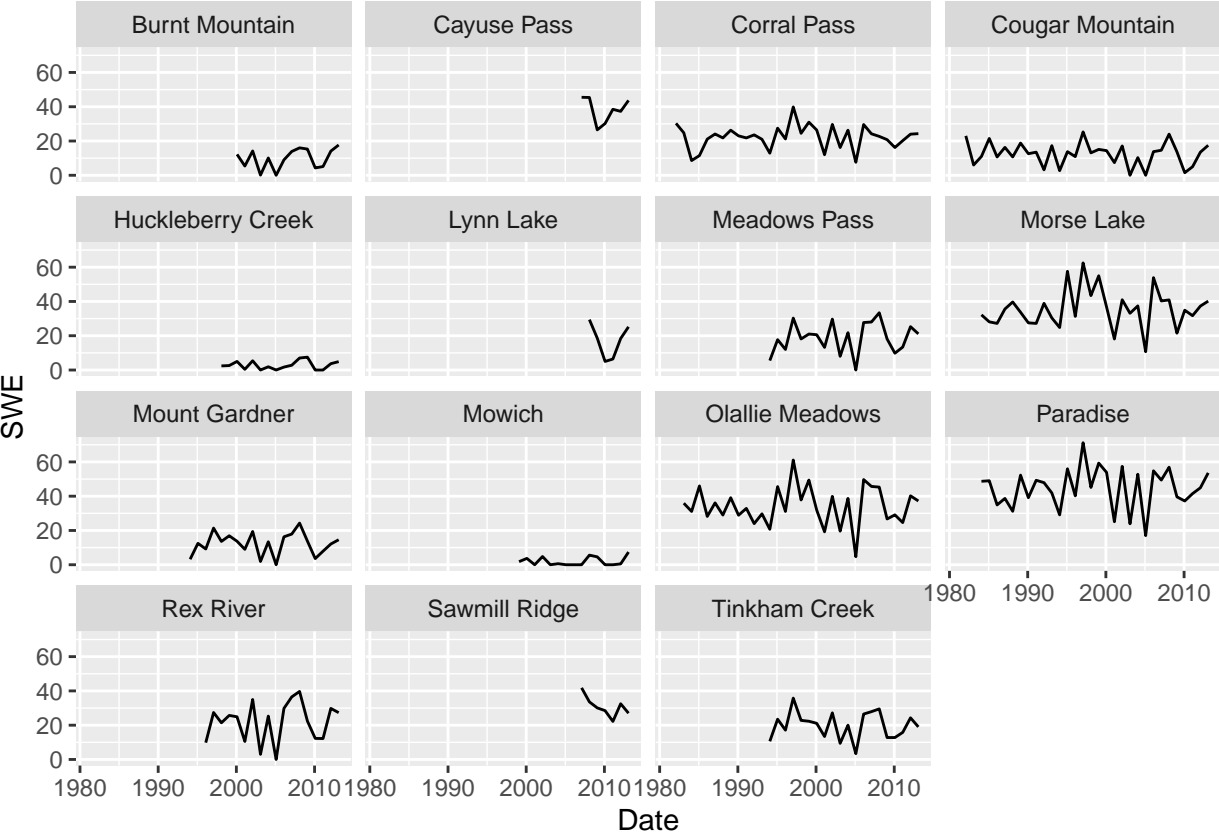 Burnt Mountain Cayuse Pass Corral Pass Cougar Mountain
60
40
20
0
Huckleberry Creek Lynn Lake Meadows Pass Morse Lake
60
40
20
0
Mount Gardner Mowich Olallie Meadows Paradise
60
40
20
0
1980 1990 2000 2010
Rex River Sawmill Ridge Tinkham Creek
60
40
20
0
1980 1990 2000 2010 1980 1990 2000 2010 1980 1990 2000 2010
Date
SWE